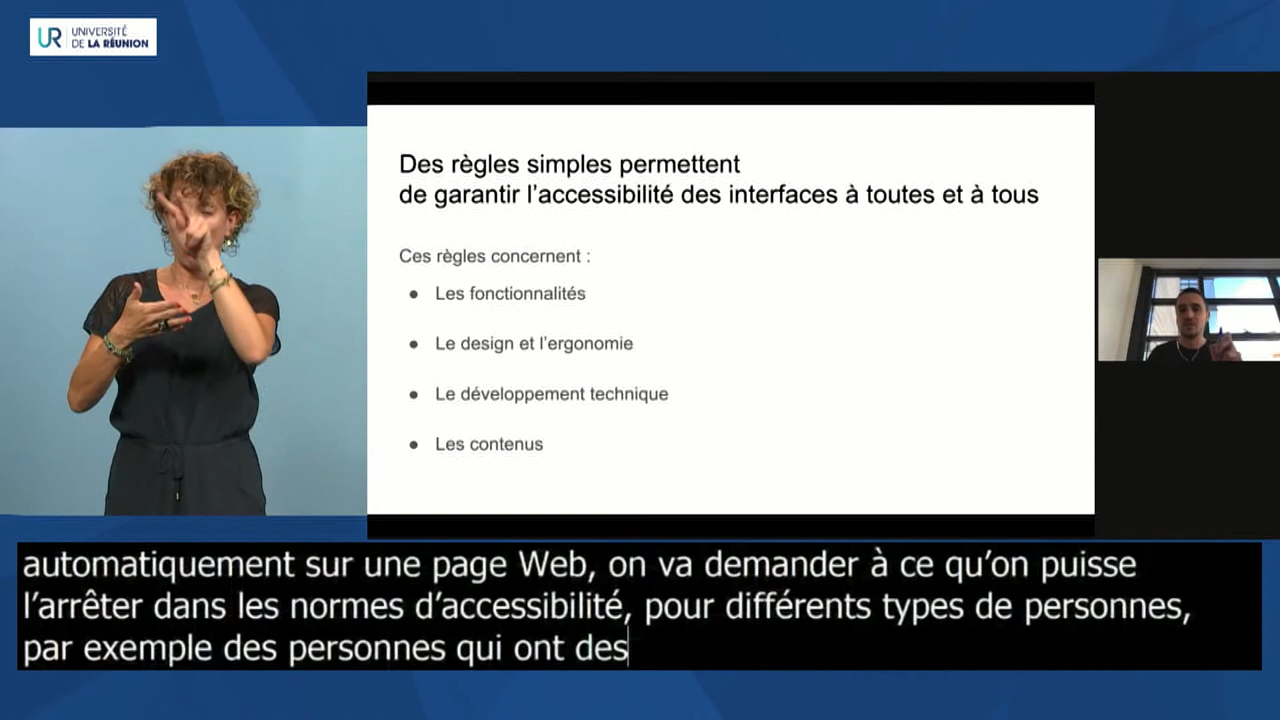 UR UNIVERSITÉ
DE LA RÉUNION
Des règles simples permettent
de garantir l’accessibilité des interfaces à toutes et à tous
Ces règles concernent :
● Les fonctionnalités
● Le design et l’ergonomie
● Le développement technique
● Les contenus
automatiquement sur une page Web, on va demander à ce qu’on puisse
l’arrêter dans les normes d’accessibilité, pour différents types de personnes,
par exemple des personnes qui ont des